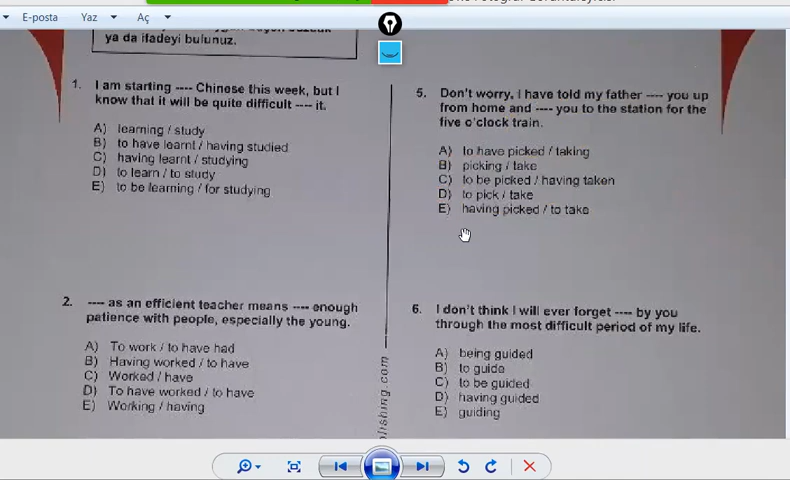 E-posta Yaz Aç
ya da ifadeyi bulunuz.
1. I am starting ---- Chinese this week, but I
know that it will be quite difficult ---- it.
A) learning / study
B) to have learnt / having studied
C) having learnt / studying
D) to learn / to study
E) to be learning / for studying
2. ---- as an efficient teacher means ---- enough
patience with people, especially the young.
A) To work / to have had
B) Having worked / to have
C) Worked / have
D) To have worked / to have
E) Working / having
5. Don't worry, I have told my father ---- you up
from home and ---- you to the station for the
five o'clock train.
A) to have picked / taking
B) picking / take
C) to be picked / having taken
D) to pick / take
E) having picked / to take
6. I don't think I will ever forget ---- by you
through the most difficult period of my life.
A) being guided
B) to guide
C) to be guided
D) having guided
E) guiding
lishing.com